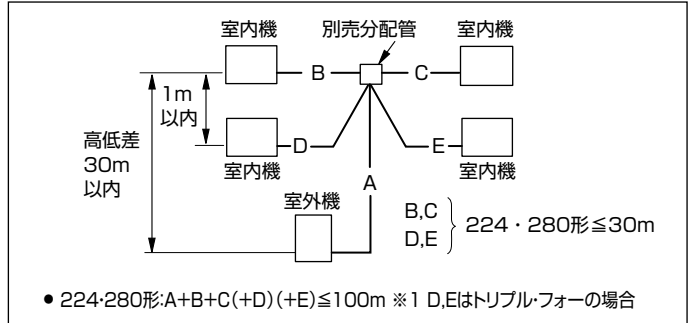 室内機 別売分配管 室内機
B C
1m
以内
高低差
30m
以内
D E
室内機 室内機
A
室外機
B,C
D,E
224・280形≦30m
● 224・280形:A+B+C(+D)(+E)≦100m ※1 D,Eはトリプル・フォーの場合